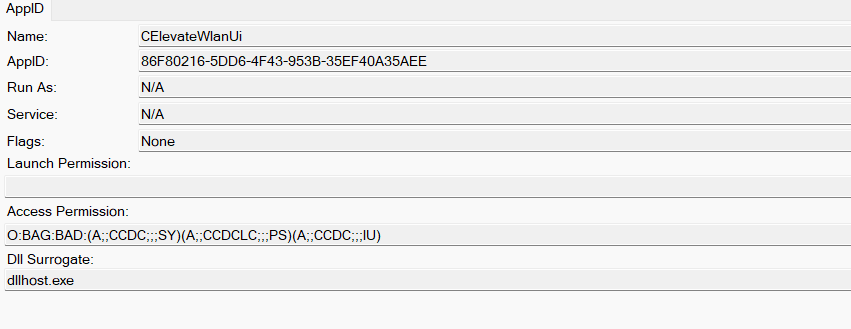 AppID
Name: CElevateWlanUi
AppID: 86F80216-5DD6-4F43-953B-35EF40A35AEE
Run As: N/A
Service: N/A
Flags: None
Launch Permission:
Access Permission:
O:BAG:BAD:(A;;CCDC;;;SY)(A;;CCDCLC;;;PS)(A;;CCDC;;;IU)
Dll Surrogate:
dllhost.exe